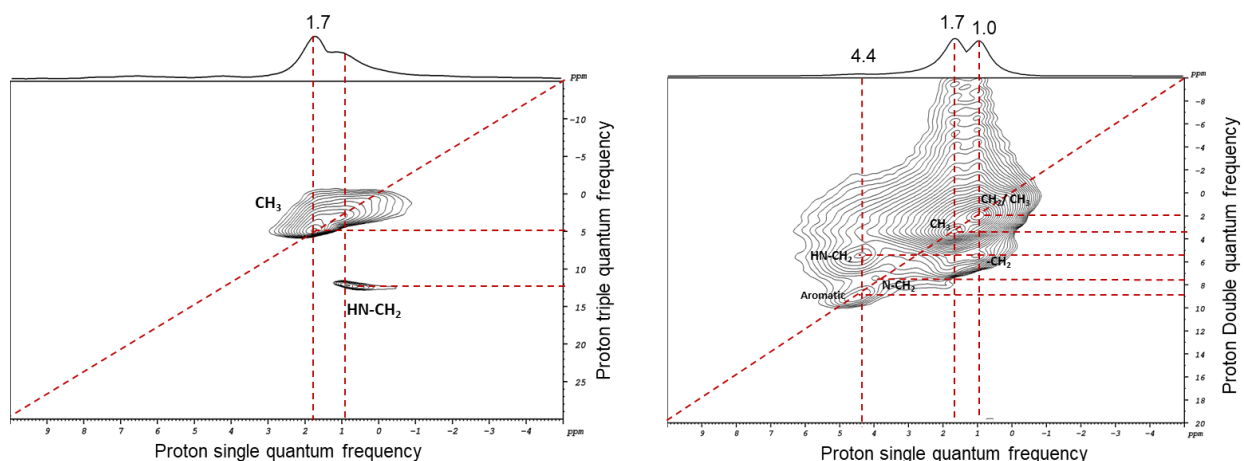 1.7
ppm
-10
-5
0
5
10
15
20
25
CH₃
HN-CH₂
9 8 7 6 5 4 3 2 1 0 -1 -2 -3 -4 ppm
Proton single quantum frequency
Proton triple quantum frequency
4.4 1.7 1.0
ppm
-8
-6
-4
-2
0
2
4
6
8
10
12
14
16
18
20
CH₂/ CH₃
CH₃
HN-CH₂
-CH₂
N-CH₂
Aromatic
9 8 7 6 5 4 3 2 1 0 -1 -2 -3 -4 ppm
Proton single quantum frequency
Proton Double quantum frequency